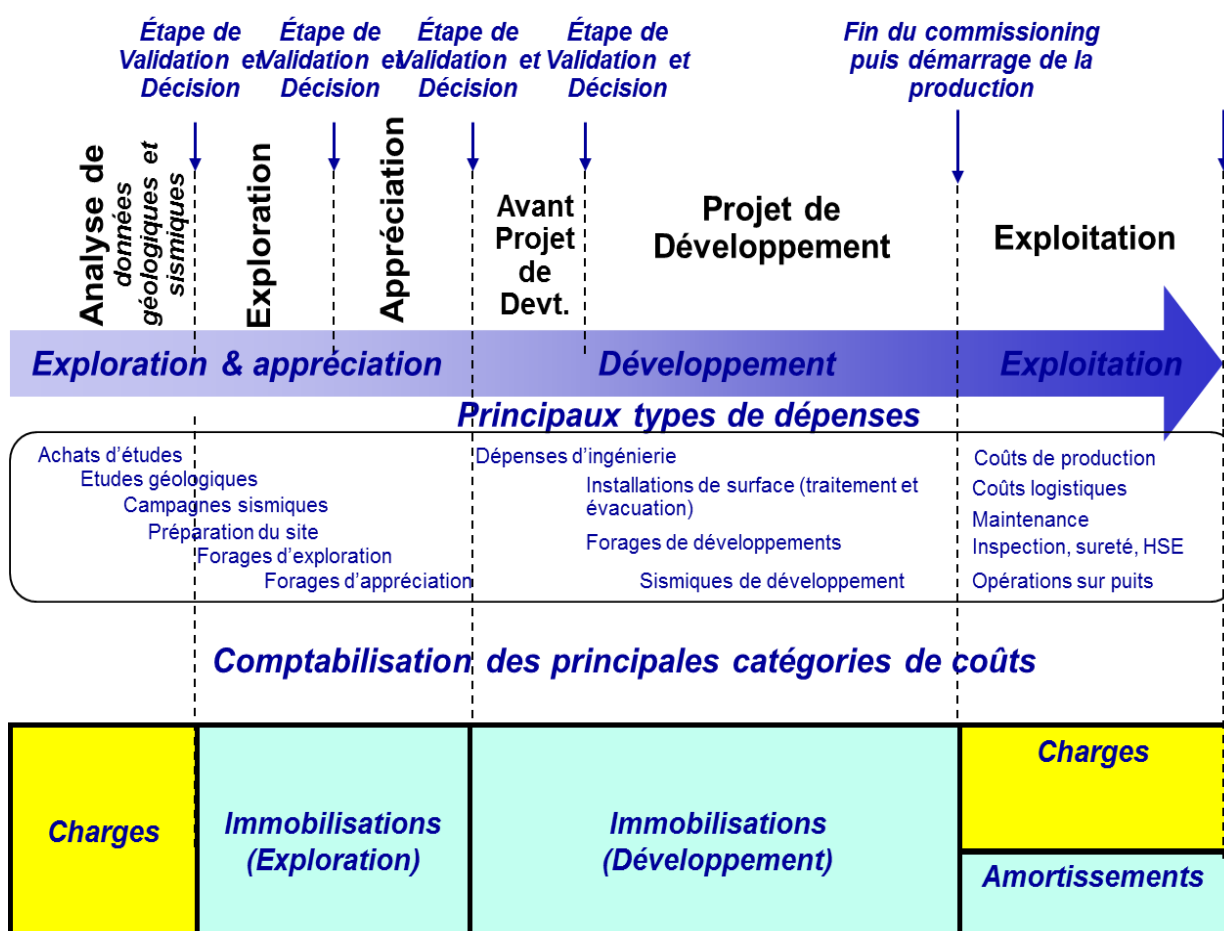 Étape de
Validation et
Décision
Étape de
Validation et
Décision
Étape de
Validation et
Décision
Étape de
Validation et
Décision
Fin du commissioning
puis démarrage de la
production
Analyse de
données
géologiques et
sismiques
Exploration
Appréciation
Avant
Projet
de
Devt.
Projet de
Développement
Exploitation
Exploration & appréciation
Développement
Exploitation
Principaux types de dépenses
Achats d’études
Etudes géologiques
Campagnes sismiques
Préparation du site
Forages d’exploration
Forages d’appréciation
Dépenses d’ingénierie
Installations de surface (traitement et
évacuation)
Forages de développements
Sismiques de développement
Coûts de production
Coûts logistiques
Maintenance
Inspection, sureté, HSE
Opérations sur puits
Comptabilisation des principales catégories de coûts
Charges
Immobilisations
(Exploration)
Immobilisations
(Développement)
Charges
Amortissements